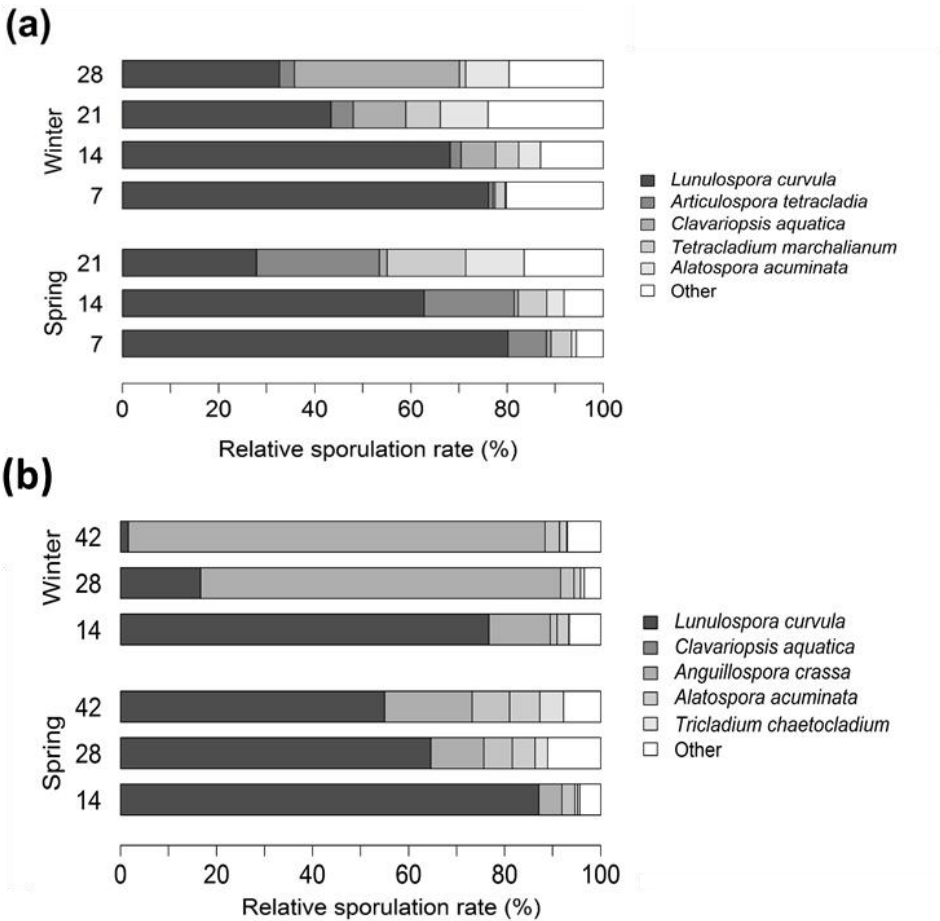 (a)
Winter
28
21
14
7
Spring
21
14
7
Lunulospora curvula
Articulospora tetracladia
Clavariopsis aquatica
Tetracladium marchalianum
Alatospora acuminata
Other
0 20 40 60 80 100
Relative sporulation rate (%)
(b)
Winter
42
28
14
Spring
42
28
14
Lunulospora curvula
Clavariopsis aquatica
Anguillospora crassa
Alatospora acuminata
Tricladium chaetocladium
Other
0 20 40 60 80 100
Relative sporulation rate (%)